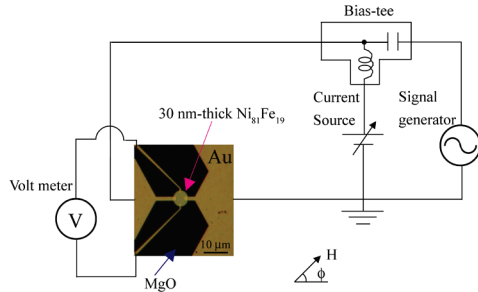 Bias-tee
30 nm-thick Ni81Fe19
Current
Source
Signal
generator
Au
Volt meter
V
10 μm
MgO
H
ϕ